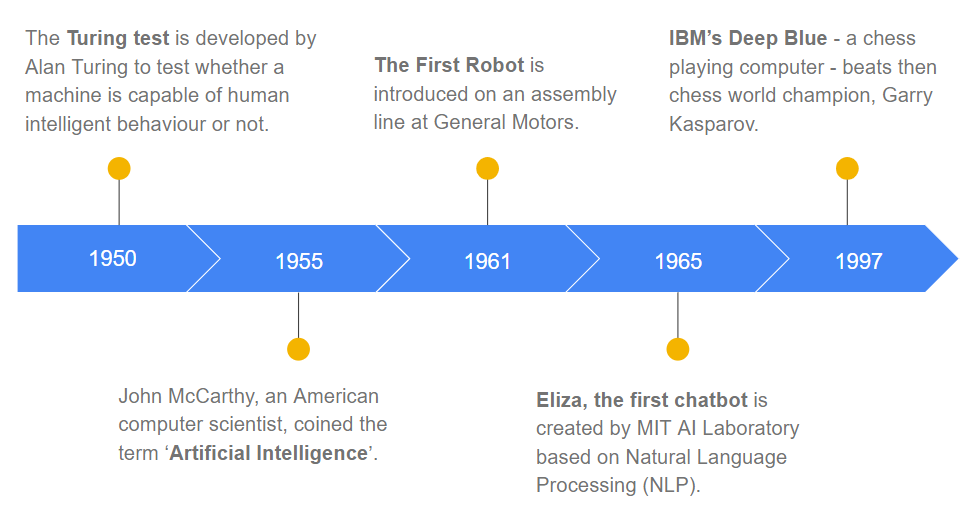 The Turing test is developed by
Alan Turing to test whether a
machine is capable of human
intelligent behaviour or not.
The First Robot is
introduced on an assembly
line at General Motors.
IBM's Deep Blue - a chess
playing computer - beats then
chess world champion, Garry
Kasparov.
1950
1955
1961
1965
1997
John McCarthy, an American
computer scientist, coined the
term ‘Artificial Intelligence’.
Eliza, the first chatbot is
created by MIT AI Laboratory
based on Natural Language
Processing (NLP).